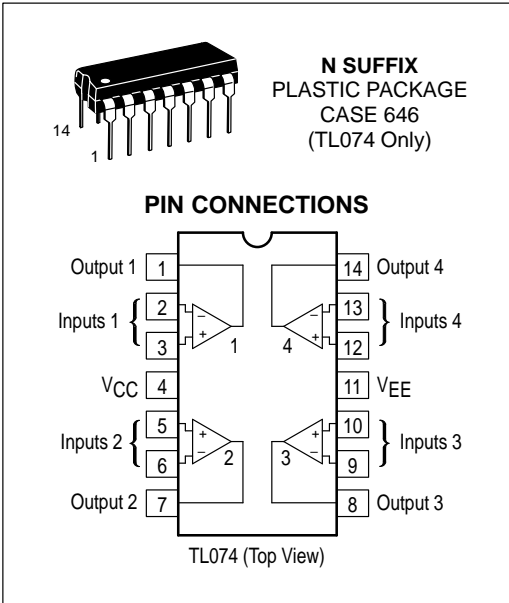 N SUFFIX
PLASTIC PACKAGE
CASE 646
(TL074 Only)
14
1
PIN CONNECTIONS
Output 1 1 14 Output 4
Inputs 1 { 2 − 13 } Inputs 4
3 + 1 4 + 12
VCC 4 11 VEE
Inputs 2 { 5 + 10 } Inputs 3
6 − 2 3 − 9
Output 2 7 8 Output 3
TL074 (Top View)